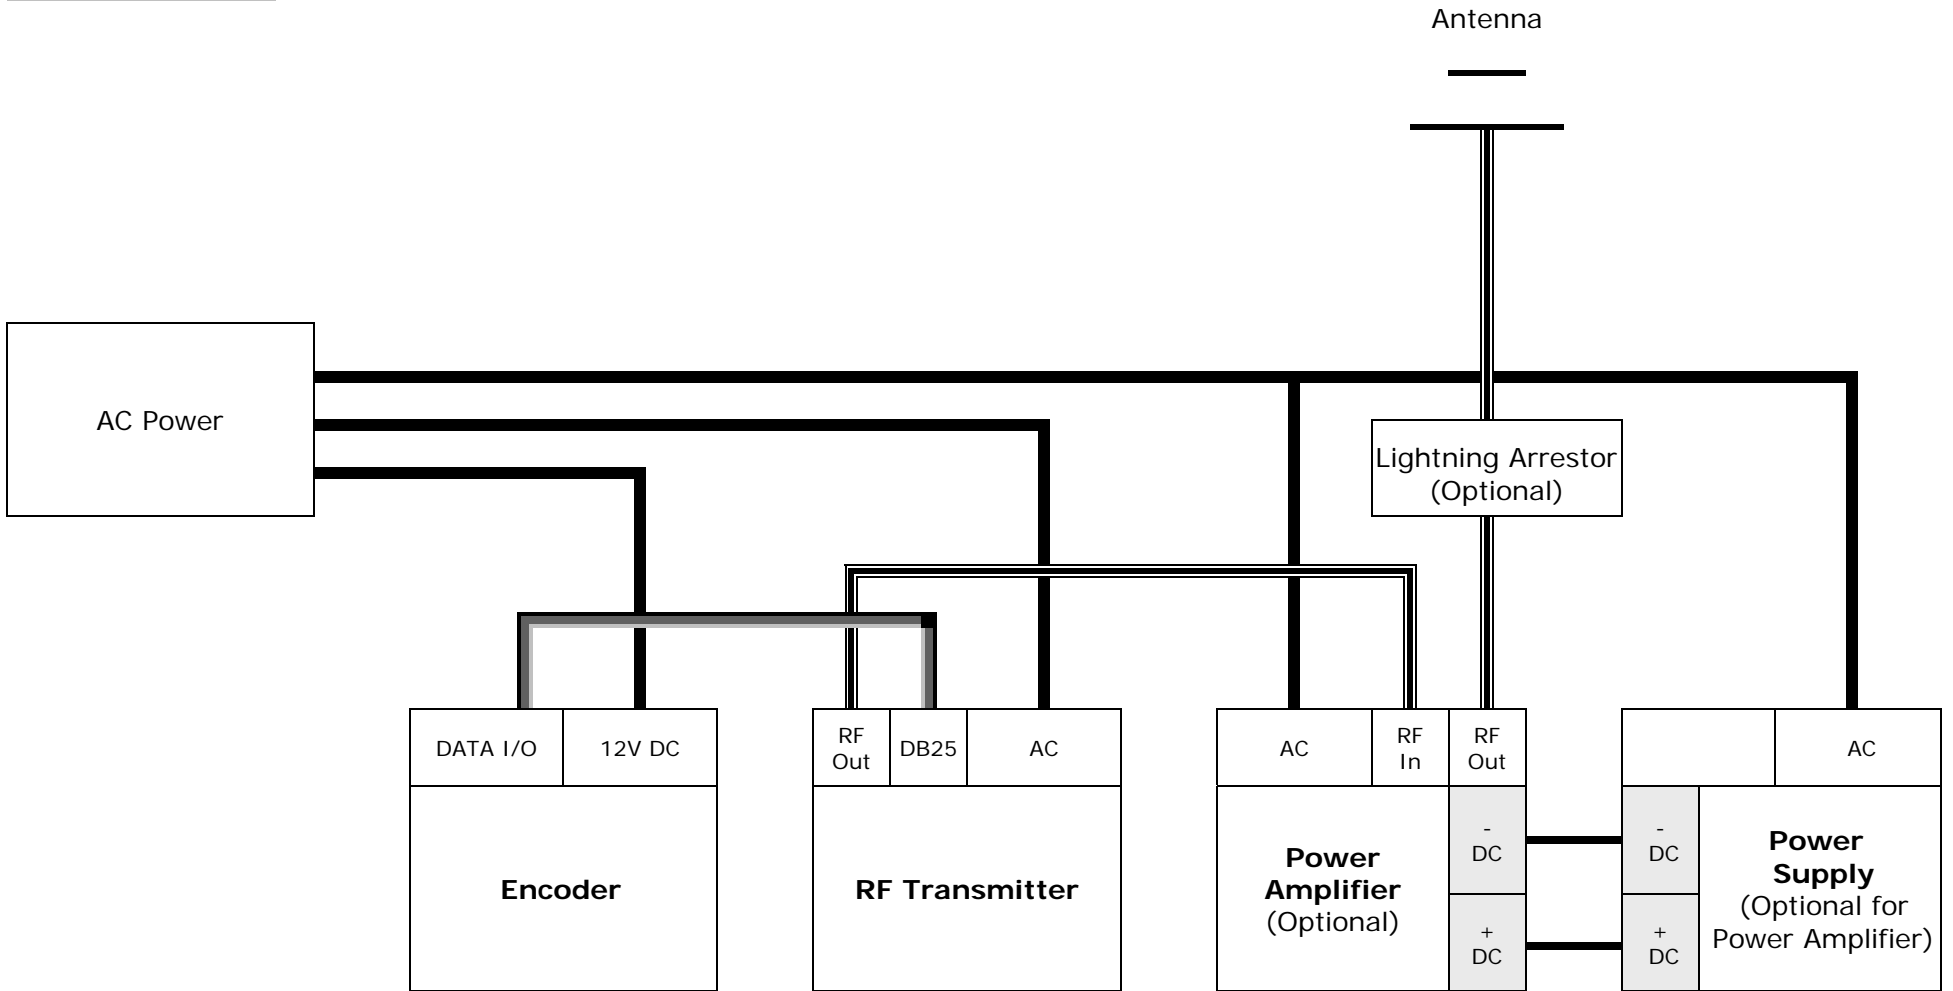 Antenna
AC Power
Lightning Arrestor
(Optional)
DATA I/O
12V DC
RF
Out
DB25
AC
AC
RF
In
RF
Out
AC
Encoder
RF Transmitter
Power
Amplifier
(Optional)
-
DC
+
DC
-
DC
+
DC
Power
Supply
(Optional for
Power Amplifier)